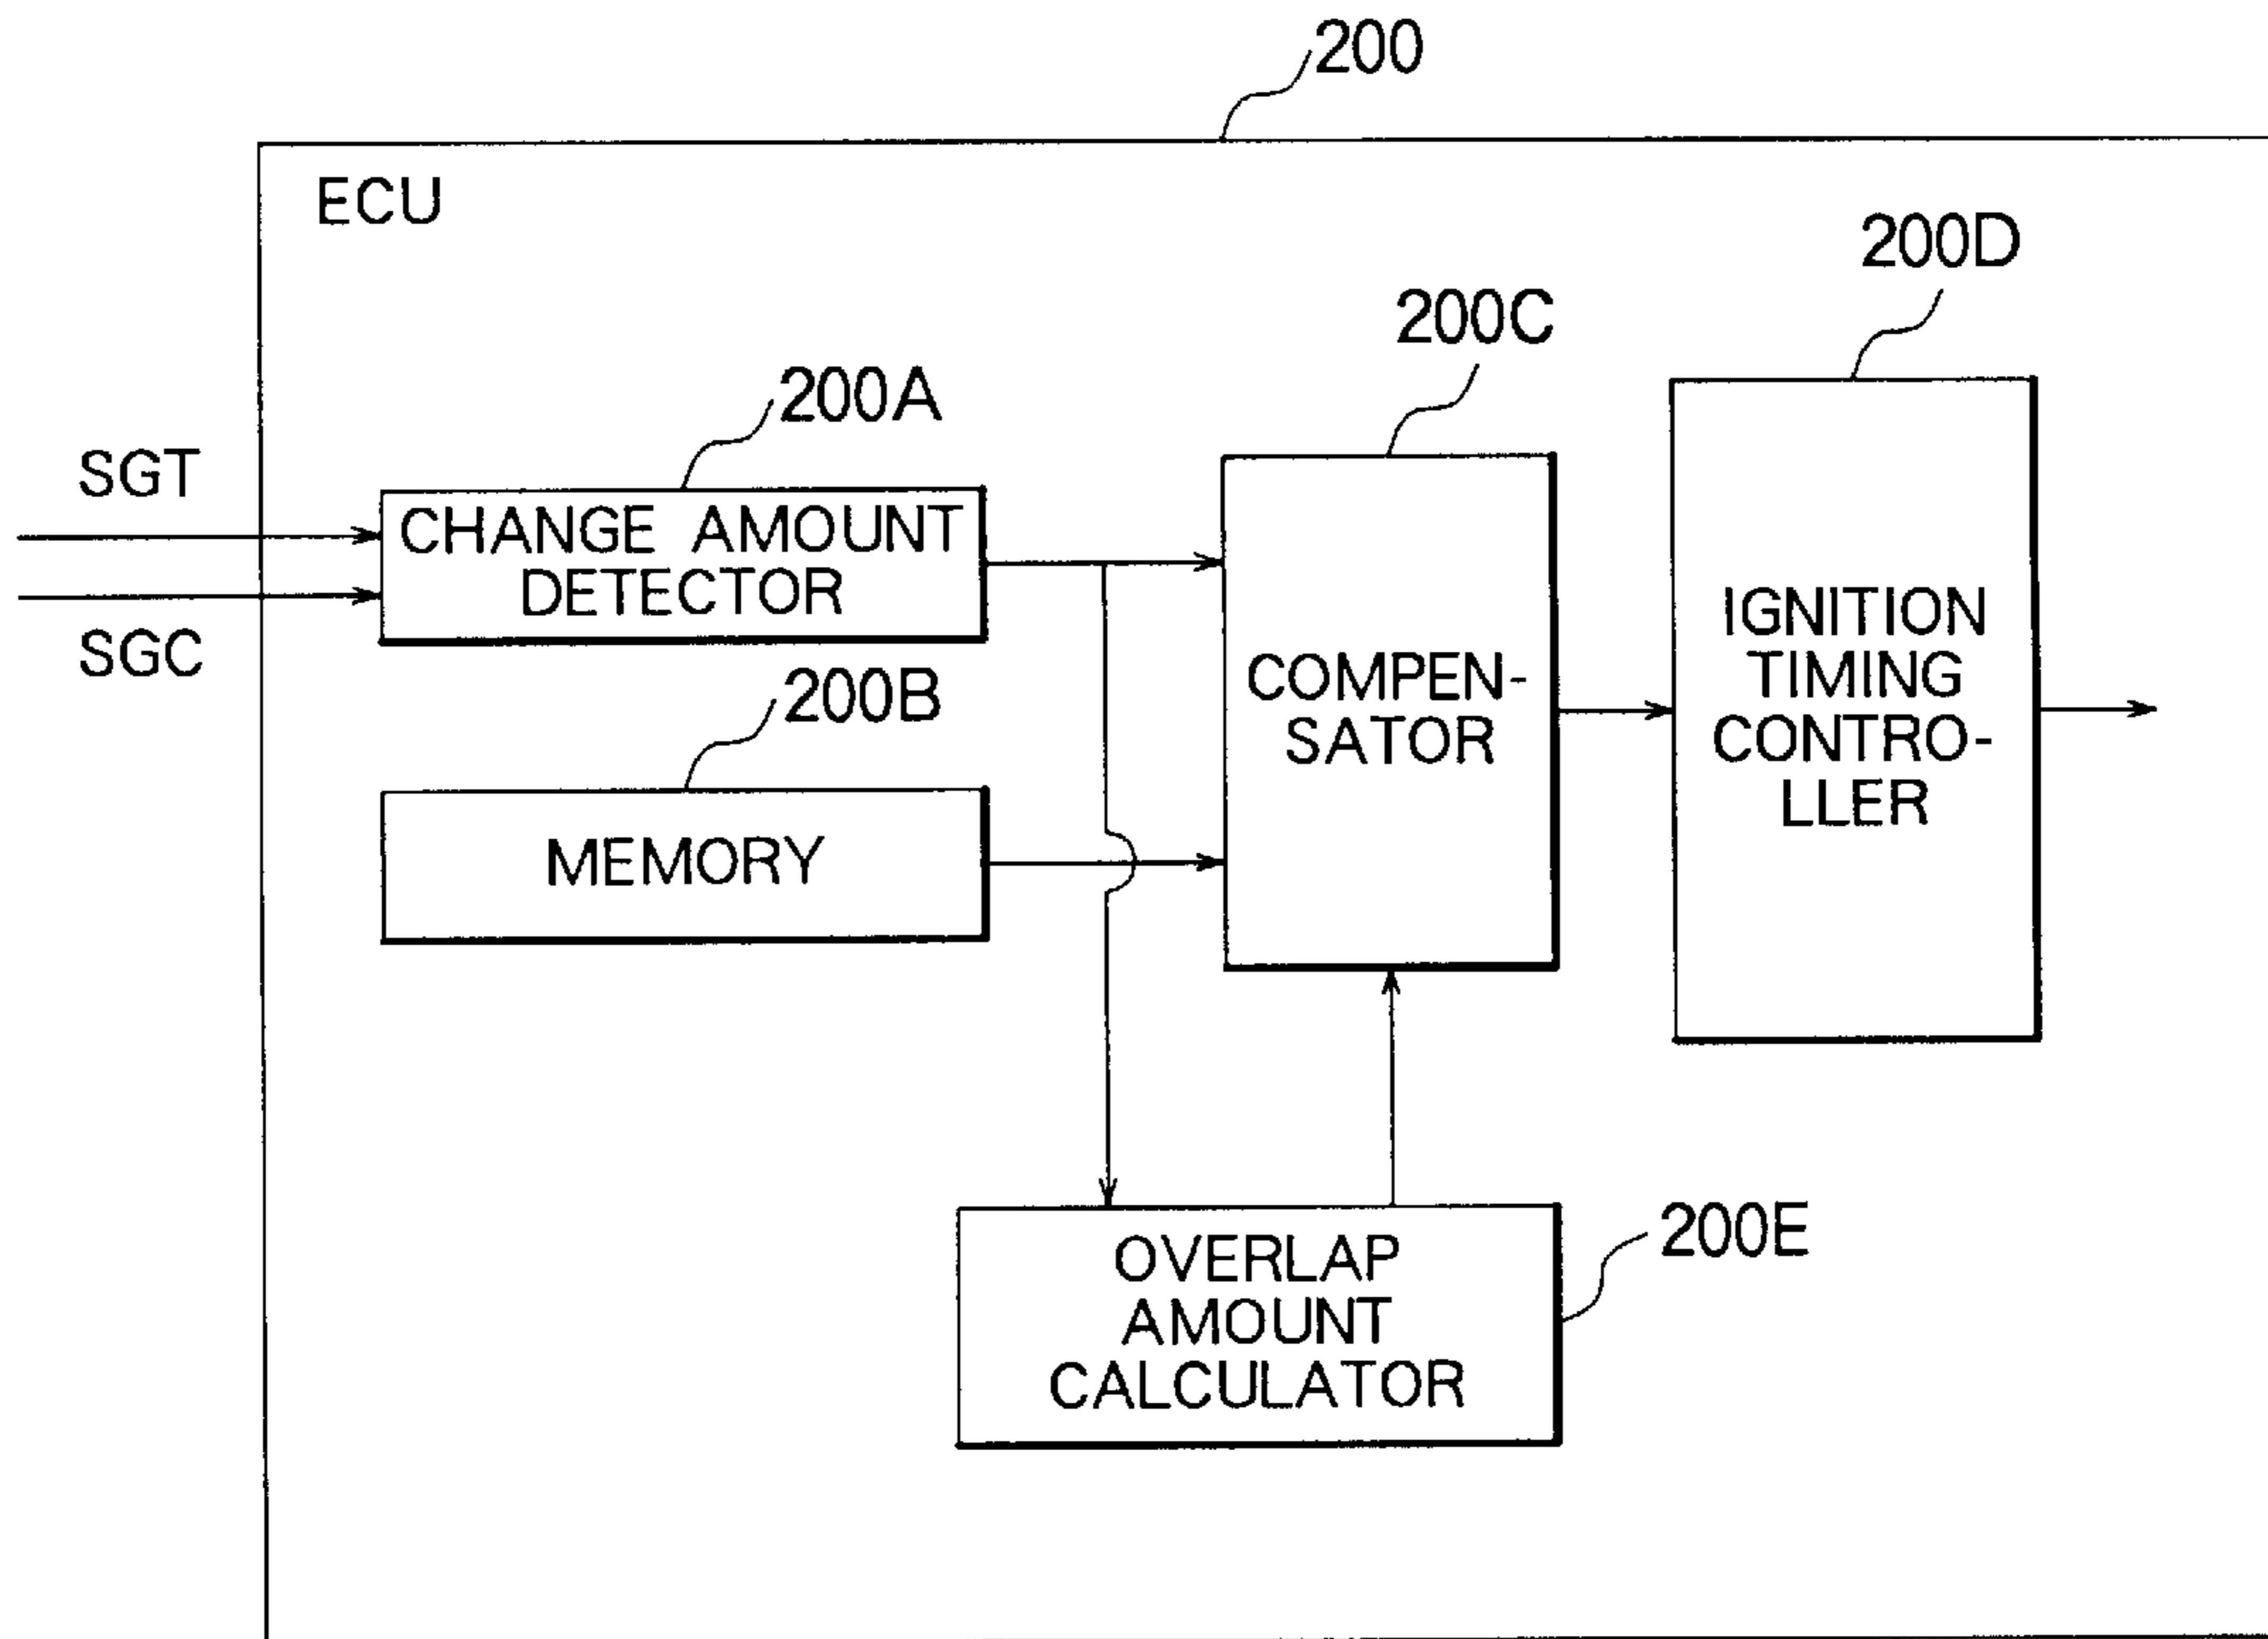 200
ECU
200D
200C
200A
SGT
CHANGE AMOUNT
DETECTOR
SGC
200B
MEMORY
COMPEN-
SATOR
IGNITION
TIMING
CONTRO-
LLER
200E
OVERLAP
AMOUNT
CALCULATOR